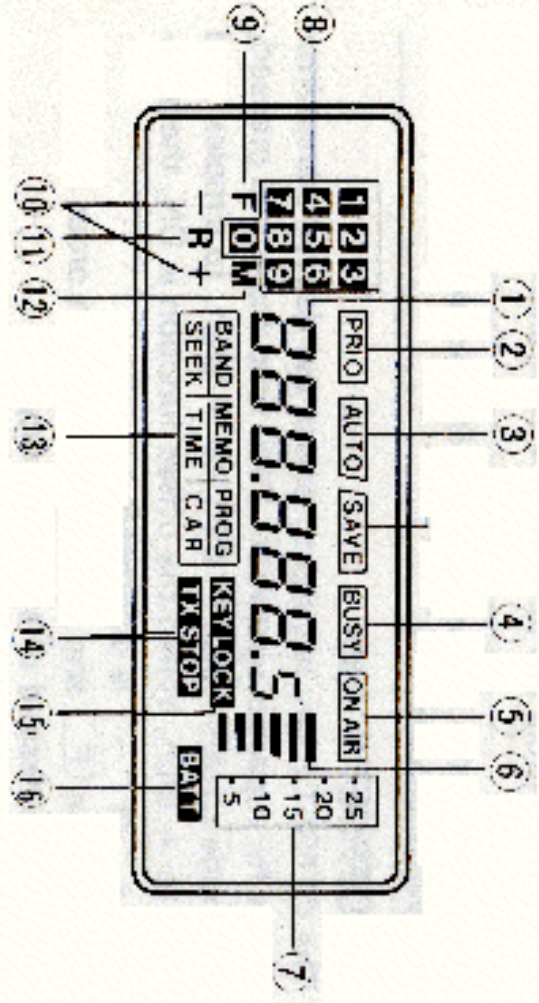 ① ② ③ ④ ⑤ ⑥
PRIO AUTO SAVE BUSY ON AIR
⑧ 1 2 3
4 5 6
7 8 9
888.888.5
·25
·20
·15
·10
·5
⑦
⑨ F 0 M
− R +
BAND MEMO PROG
SEEK TIME CAR
KEY LOCK
TX STOP
BATT
⑩ ⑪ ⑫ ⑬ ⑭ ⑮ ⑯